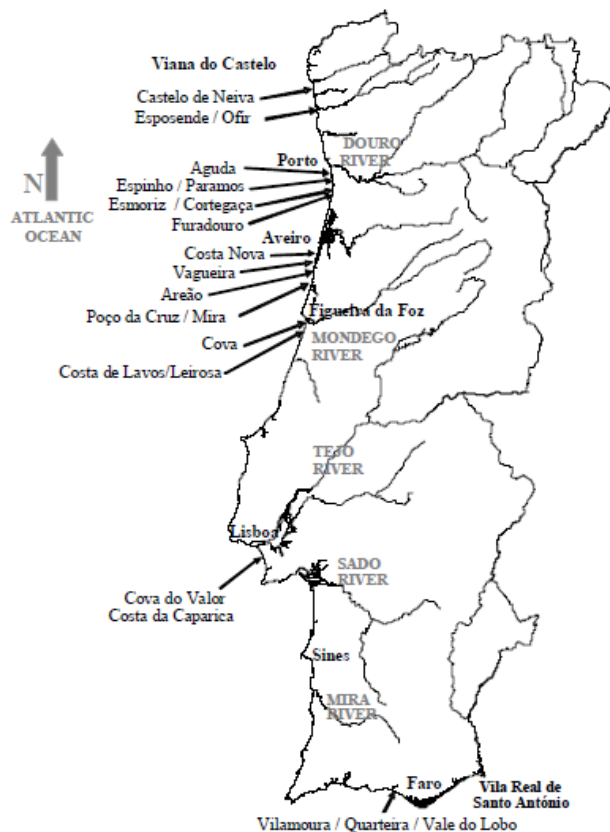 Viana do Castelo
Castelo de Neiva
Esposende / Ofir
DOURO
RIVER
Porto
Aguda
Espinho / Paramos
Esmoriz / Cortegaça
Furadouro
N
ATLANTIC
OCEAN
Aveiro
Costa Nova
Vagueira
Areão
Poço da Cruz / Mira
Figueira da Foz
Cova
MONDEGO
RIVER
Costa de Lavos/Leirosa
TEJO
RIVER
Lisboa
SADO
RIVER
Cova do Valor
Costa da Caparica
Sines
MIRA
RIVER
Faro
Vila Real de
Santo António
Vilamoura / Quarteira / Vale do Lobo